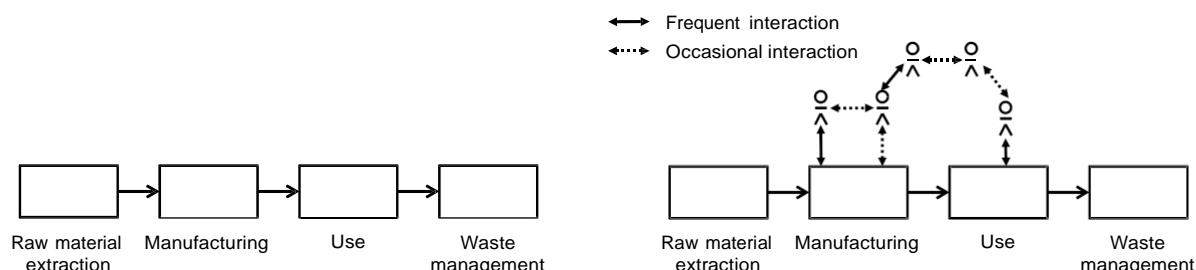 Frequent interaction
Occasional interaction
Raw material
extraction
Manufacturing
Use
Waste
management
Raw material
extraction
Manufacturing
Use
Waste
management